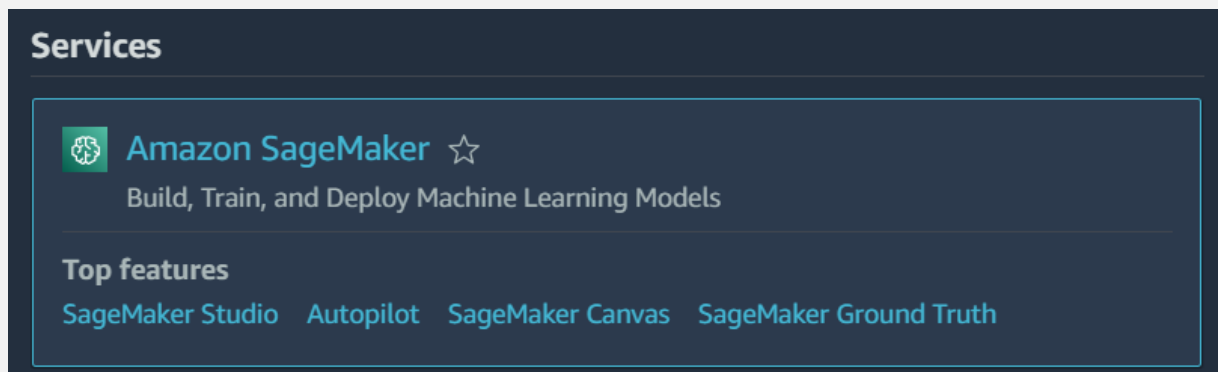 Services
Amazon SageMaker
Build, Train, and Deploy Machine Learning Models
Top features
SageMaker Studio Autopilot SageMaker Canvas SageMaker Ground Truth